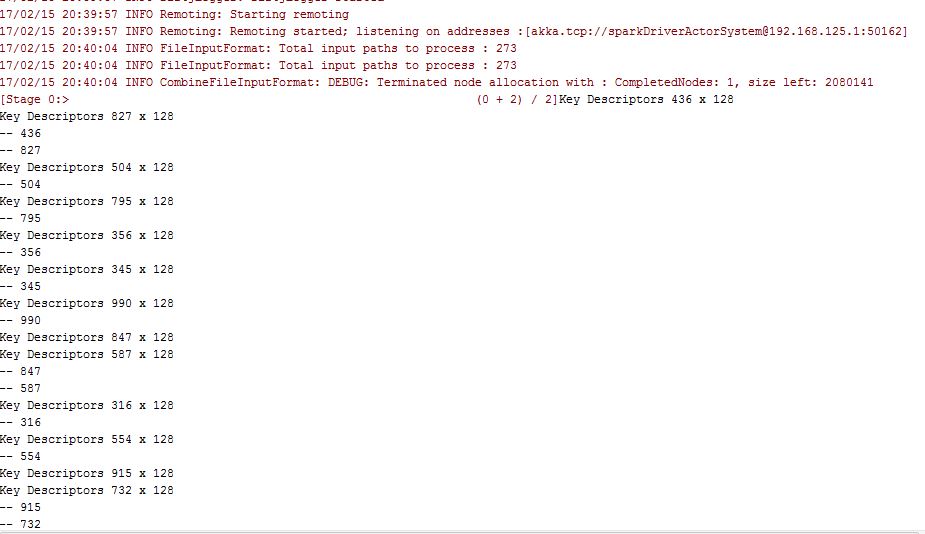 17/02/15 20:39:57 INFO Remoting: Starting remoting
17/02/15 20:39:57 INFO Remoting: Remoting started; listening on addresses :[akka.tcp://sparkDriverActorSystem@192.168.125.1:50162]
17/02/15 20:40:04 INFO FileInputFormat: Total input paths to process : 273
17/02/15 20:40:04 INFO FileInputFormat: Total input paths to process : 273
17/02/15 20:40:04 INFO CombineFileInputFormat: DEBUG: Terminated node allocation with : CompletedNodes: 1, size left: 2080141
[Stage 0:> (0 + 2) / 2]Key Descriptors 436 x 128
Key Descriptors 827 x 128
-- 436
-- 827
Key Descriptors 504 x 128
-- 504
Key Descriptors 795 x 128
-- 795
Key Descriptors 356 x 128
-- 356
Key Descriptors 345 x 128
-- 345
Key Descriptors 990 x 128
-- 990
Key Descriptors 847 x 128
Key Descriptors 587 x 128
-- 847
-- 587
Key Descriptors 316 x 128
-- 316
Key Descriptors 554 x 128
-- 554
Key Descriptors 915 x 128
Key Descriptors 732 x 128
-- 915
-- 732